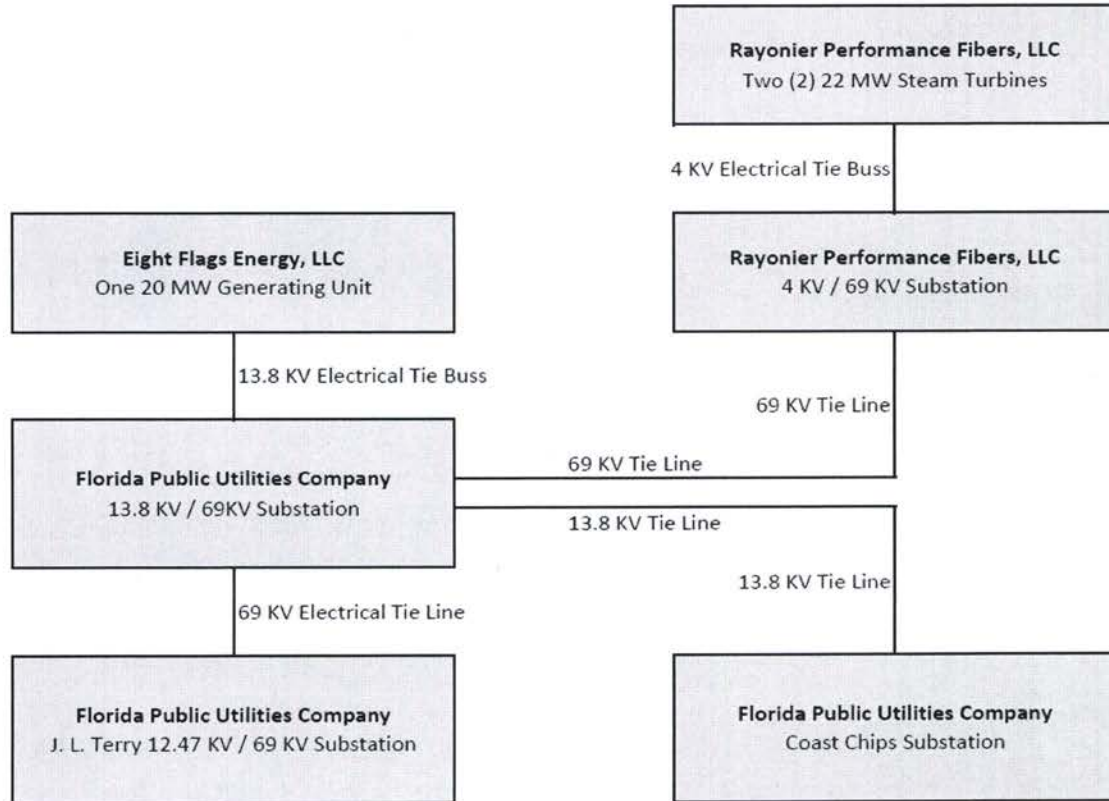 Rayonier Performance Fibers, LLC
Two (2) 22 MW Steam Turbines
4 KV Electrical Tie Buss
Eight Flags Energy, LLC
One 20 MW Generating Unit
Rayonier Performance Fibers, LLC
4 KV / 69 KV Substation
13.8 KV Electrical Tie Buss
69 KV Tie Line
Florida Public Utilities Company
13.8 KV / 69KV Substation
69 KV Tie Line
13.8 KV Tie Line
13.8 KV Tie Line
69 KV Electrical Tie Line
Florida Public Utilities Company
J. L. Terry 12.47 KV / 69 KV Substation
Florida Public Utilities Company
Coast Chips Substation